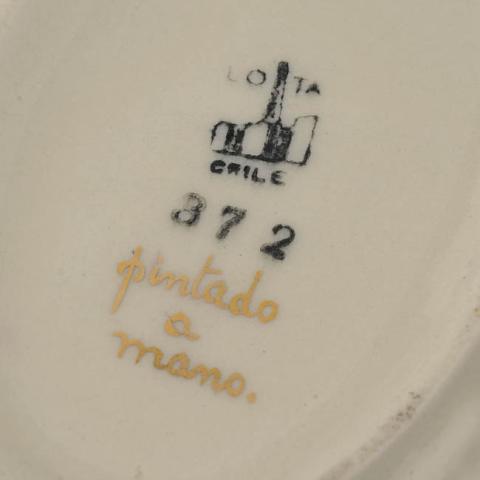 LOTA
CHILE
372
pintado
a
mano.